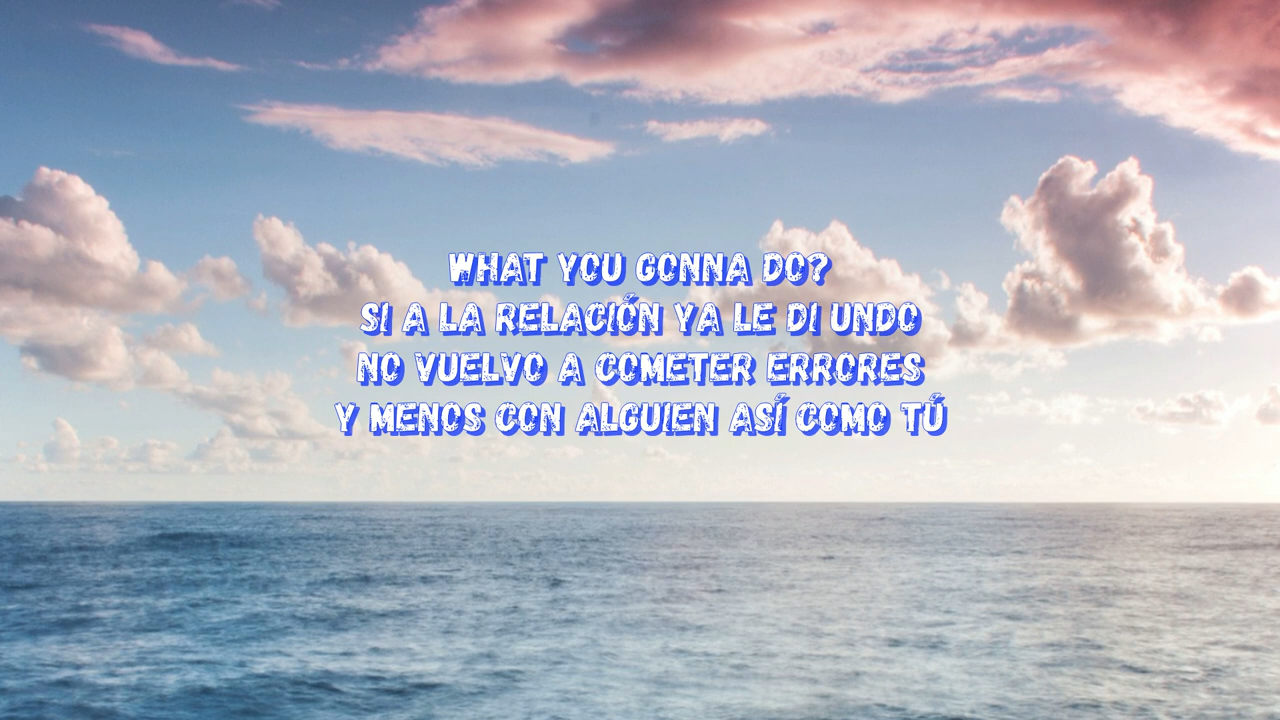 WHAT YOU GONNA DO?
SI A LA RELACIÓN YA LE DI UNDO
NO VUELVO A COMETER ERRORES
Y MENOS CON ALGUIEN ASÍ COMO TÚ